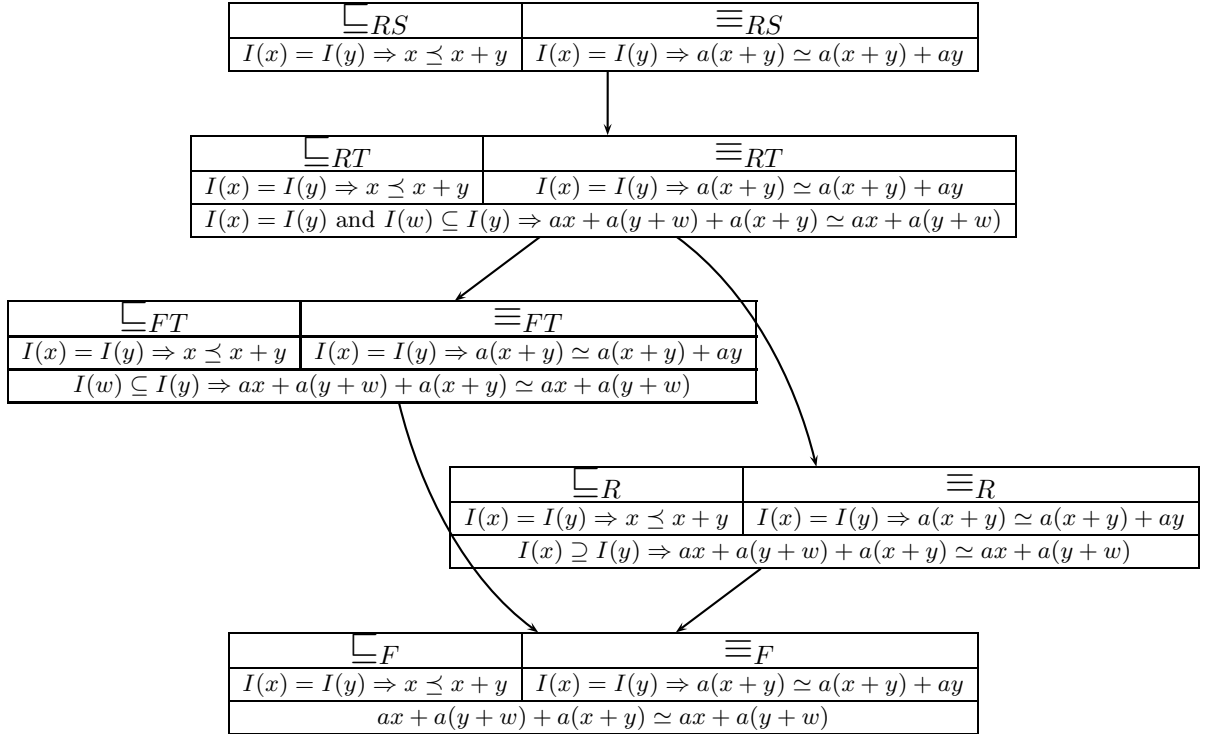 ⊑RS ≡RS
I(x) = I(y) ⇒ x ⪯ x + y I(x) = I(y) ⇒ a(x + y) ≃ a(x + y) + ay
⊑RT ≡RT
I(x) = I(y) ⇒ x ⪯ x + y I(x) = I(y) ⇒ a(x + y) ≃ a(x + y) + ay
I(x) = I(y) and I(w) ⊆ I(y) ⇒ ax + a(y + w) + a(x + y) ≃ ax + a(y + w)
⊑FT ≡FT
I(x) = I(y) ⇒ x ⪯ x + y I(x) = I(y) ⇒ a(x + y) ≃ a(x + y) + ay
I(w) ⊆ I(y) ⇒ ax + a(y + w) + a(x + y) ≃ ax + a(y + w)
⊑R ≡R
I(x) = I(y) ⇒ x ⪯ x + y I(x) = I(y) ⇒ a(x + y) ≃ a(x + y) + ay
I(x) ⊇ I(y) ⇒ ax + a(y + w) + a(x + y) ≃ ax + a(y + w)
⊑F ≡F
I(x) = I(y) ⇒ x ⪯ x + y I(x) = I(y) ⇒ a(x + y) ≃ a(x + y) + ay
ax + a(y + w) + a(x + y) ≃ ax + a(y + w)